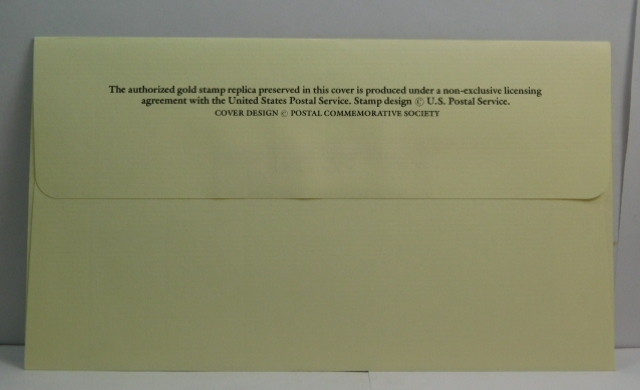 The authorized gold stamp replica preserved in this cover is produced under a non-exclusive licensing
agreement with the United States Postal Service. Stamp design © U.S. Postal Service.
COVER DESIGN © POSTAL COMMEMORATIVE SOCIETY